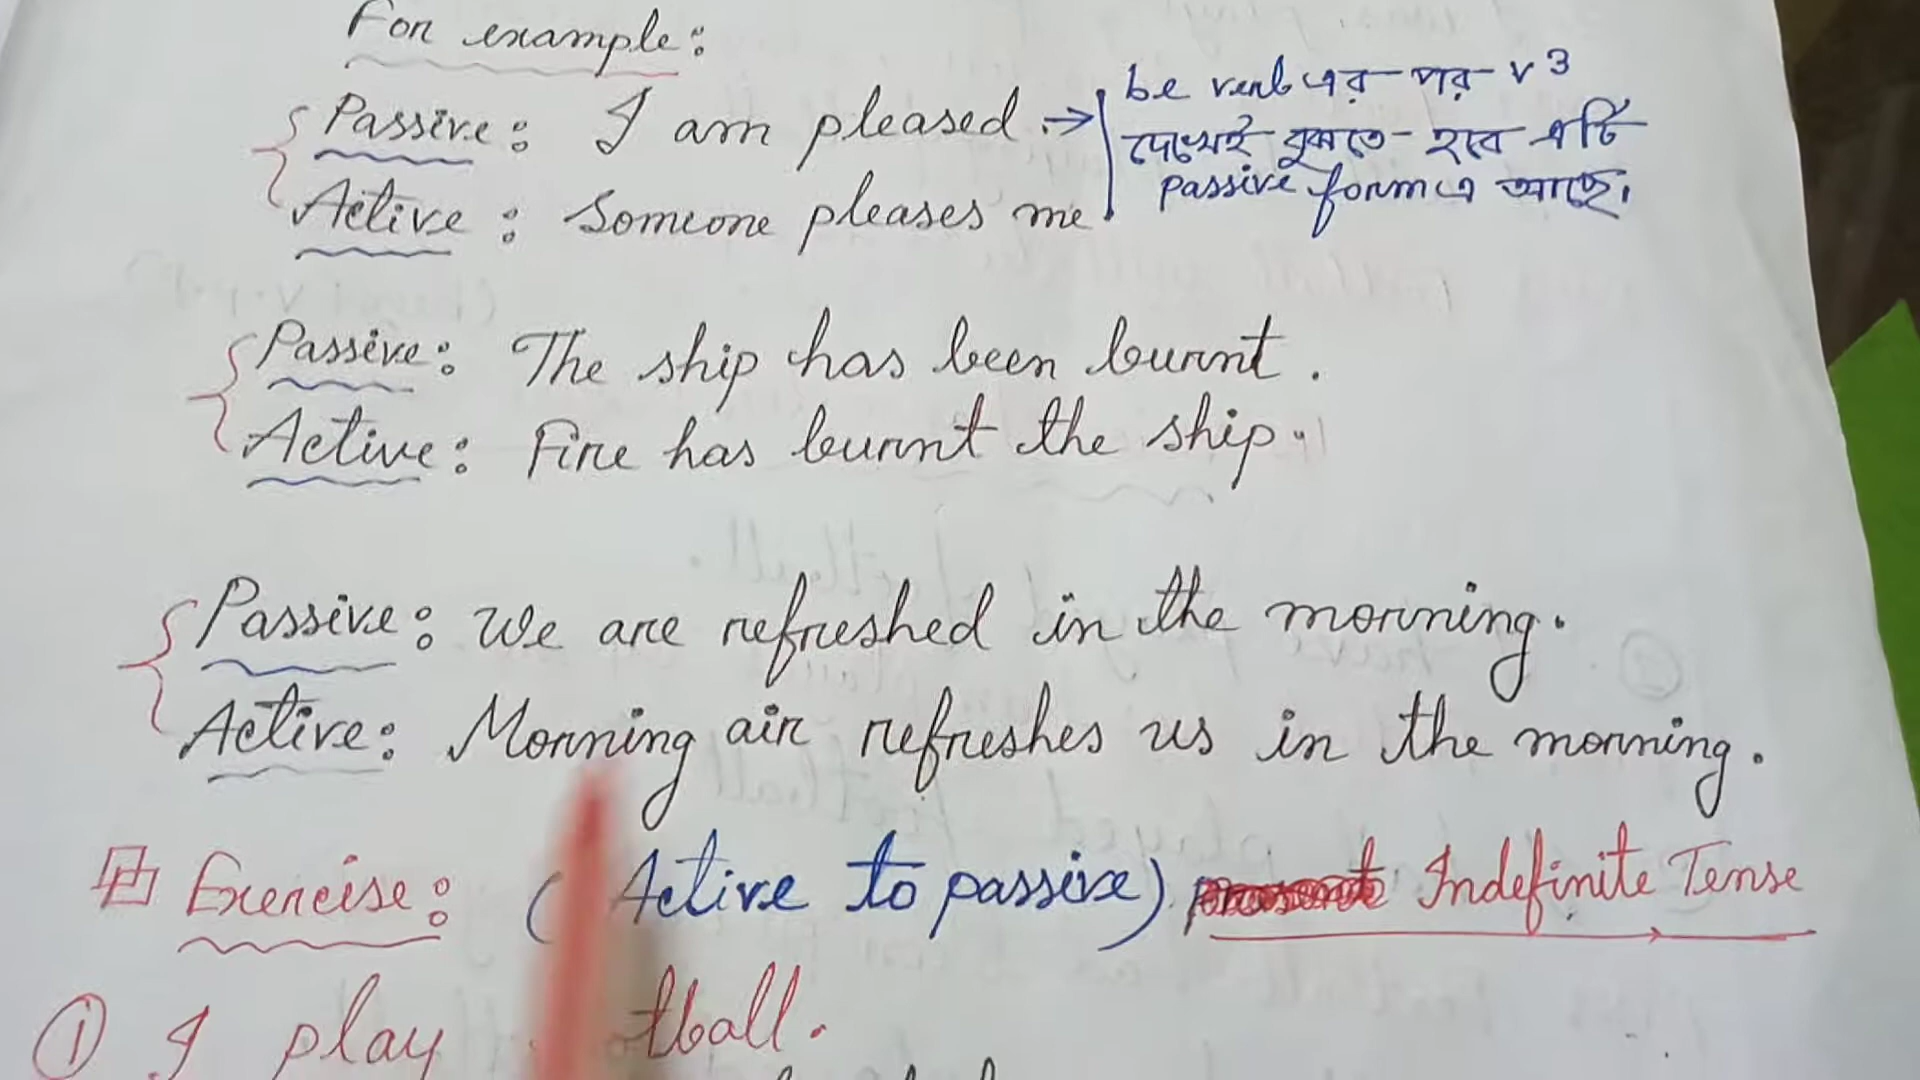 For example:
Passive: I am pleased. → be verb এর পর v3
দেখেই বুঝতে হবে এটি
Active: Someone pleases me. passive form এ আছে।
Passive: The ship has been burnt.
Active: Fire has burnt the ship.
Passive: We are refreshed in the morning.
Active: Morning air refreshes us in the morning.
Exercise: (Active to passive) Indefinite Tense
① I play tball.